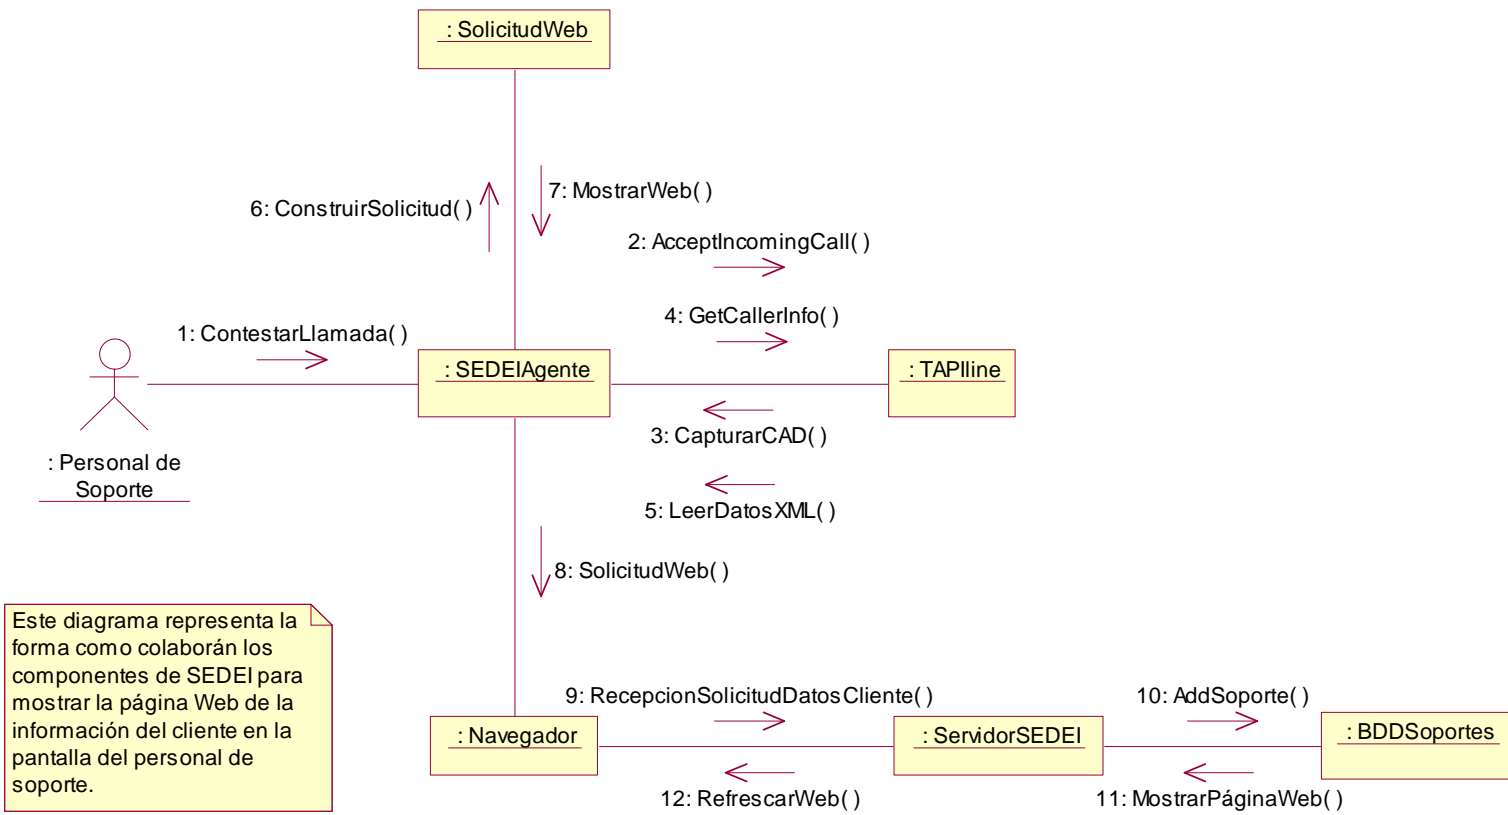 : SolicitudWeb
6: ConstruirSolicitud( )
7: MostrarWeb( )
2: AcceptIncomingCall( )
4: GetCallerInfo( )
1: ContestarLlamada( )
: SEDEIAgente
: TAPIline
3: CapturarCAD( )
5: LeerDatosXML( )
: Personal de
Soporte
8: SolicitudWeb( )
Este diagrama representa la
forma como colaborán los
componentes de SEDEI para
mostrar la página Web de la
información del cliente en la
pantalla del personal de
soporte.
9: RecepcionSolicitudDatosCliente( )
10: AddSoporte( )
: Navegador
: ServidorSEDEI
: BDDSoportes
12: RefrescarWeb( )
11: MostrarPáginaWeb( )